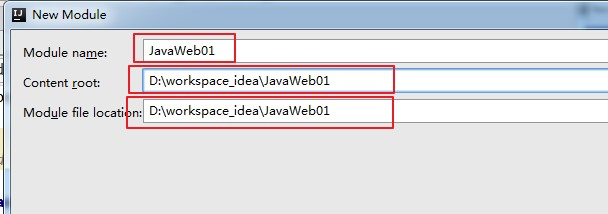 New Module
Module name: JavaWeb01
Content root: D:\workspace_idea\JavaWeb01
Module file location: D:\workspace_idea\JavaWeb01